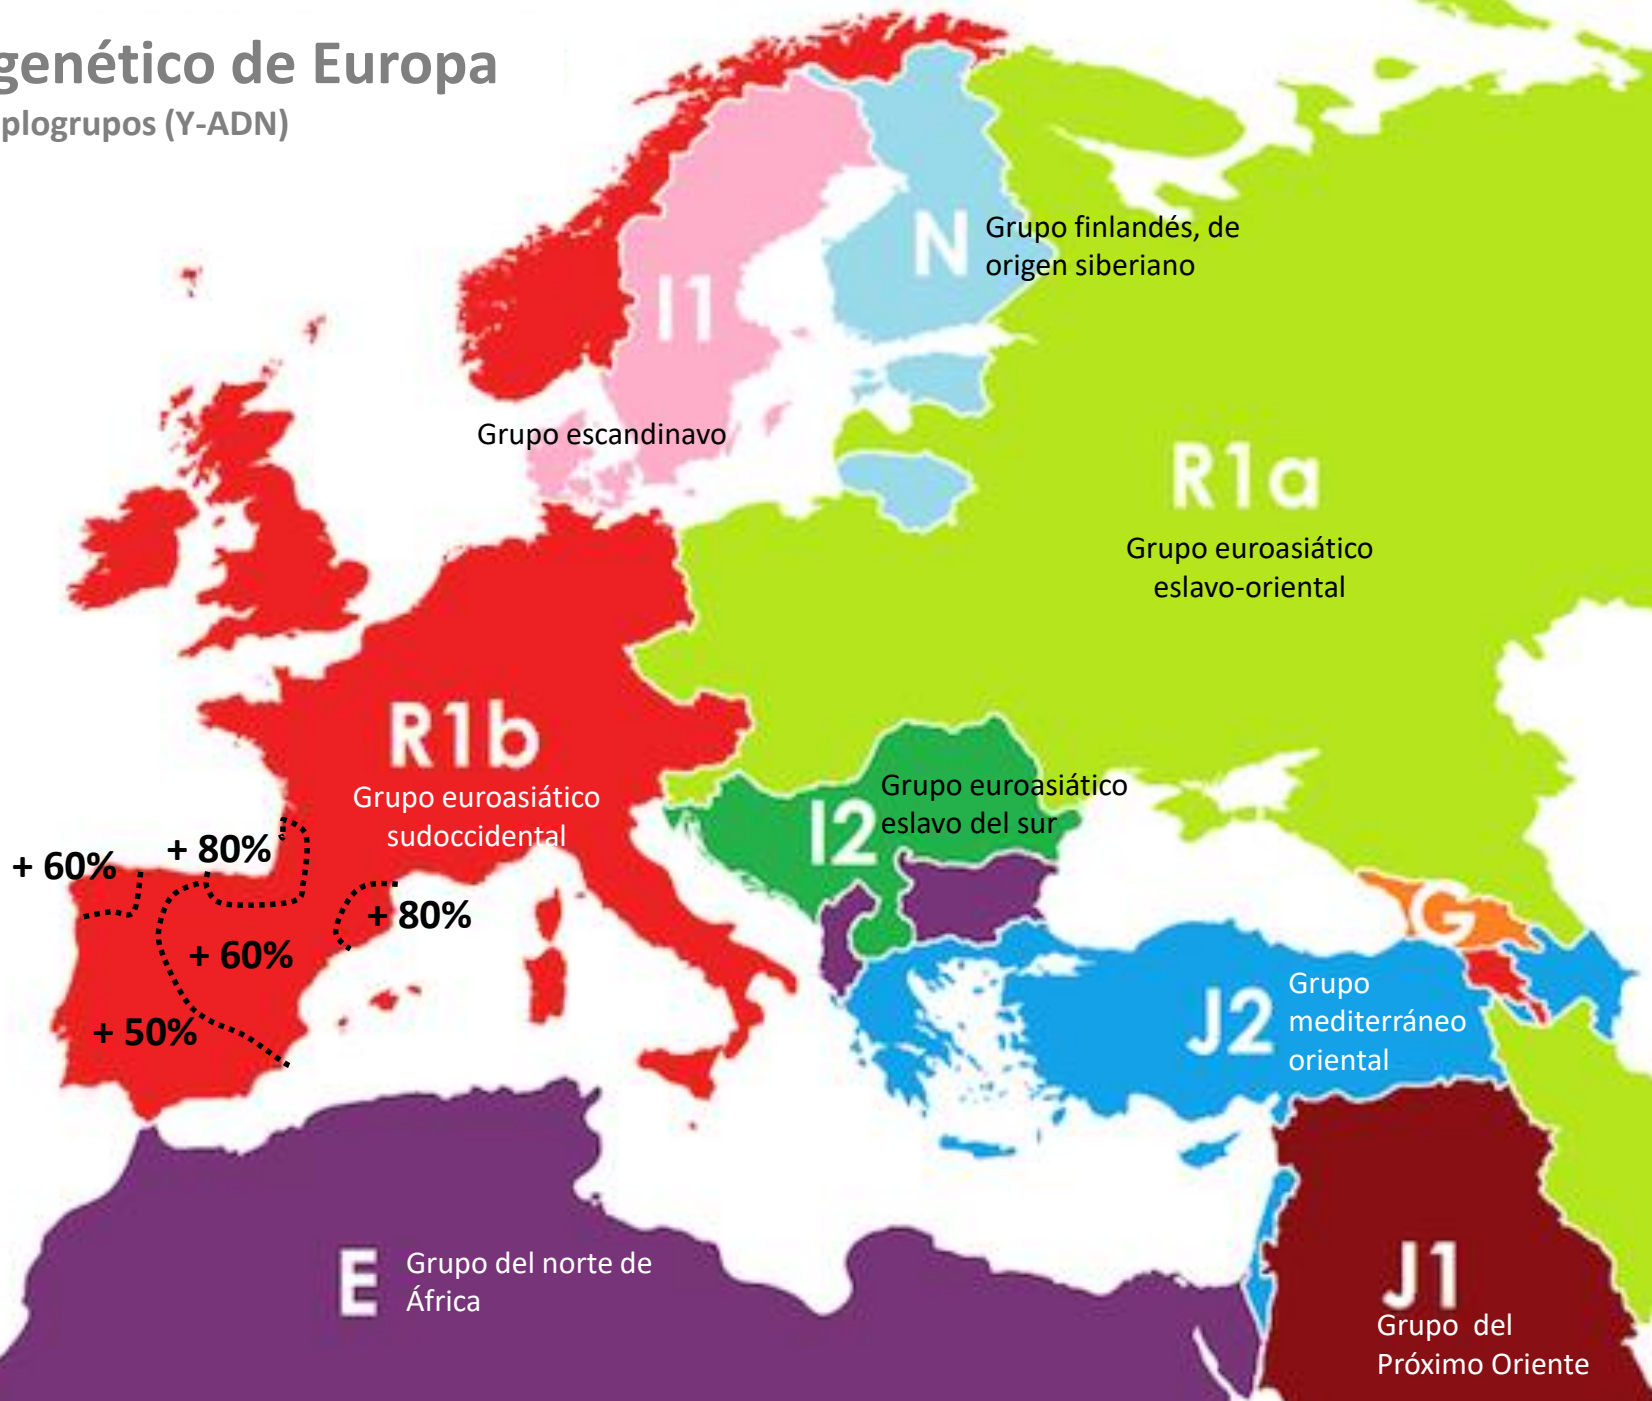 genético de Europa
plogrupos (Y-ADN)
N
Grupo finlandés, de
origen siberiano
I1
Grupo escandinavo
R1a
Grupo euroasiático
eslavo-oriental
R1b
Grupo euroasiático
sudoccidental
I2
Grupo euroasiático
eslavo del sur
+ 60%
+ 80%
+ 80%
+ 60%
+ 50%
G
J2
Grupo
mediterráneo
oriental
E
Grupo del norte de
África
J1
Grupo del
Próximo Oriente